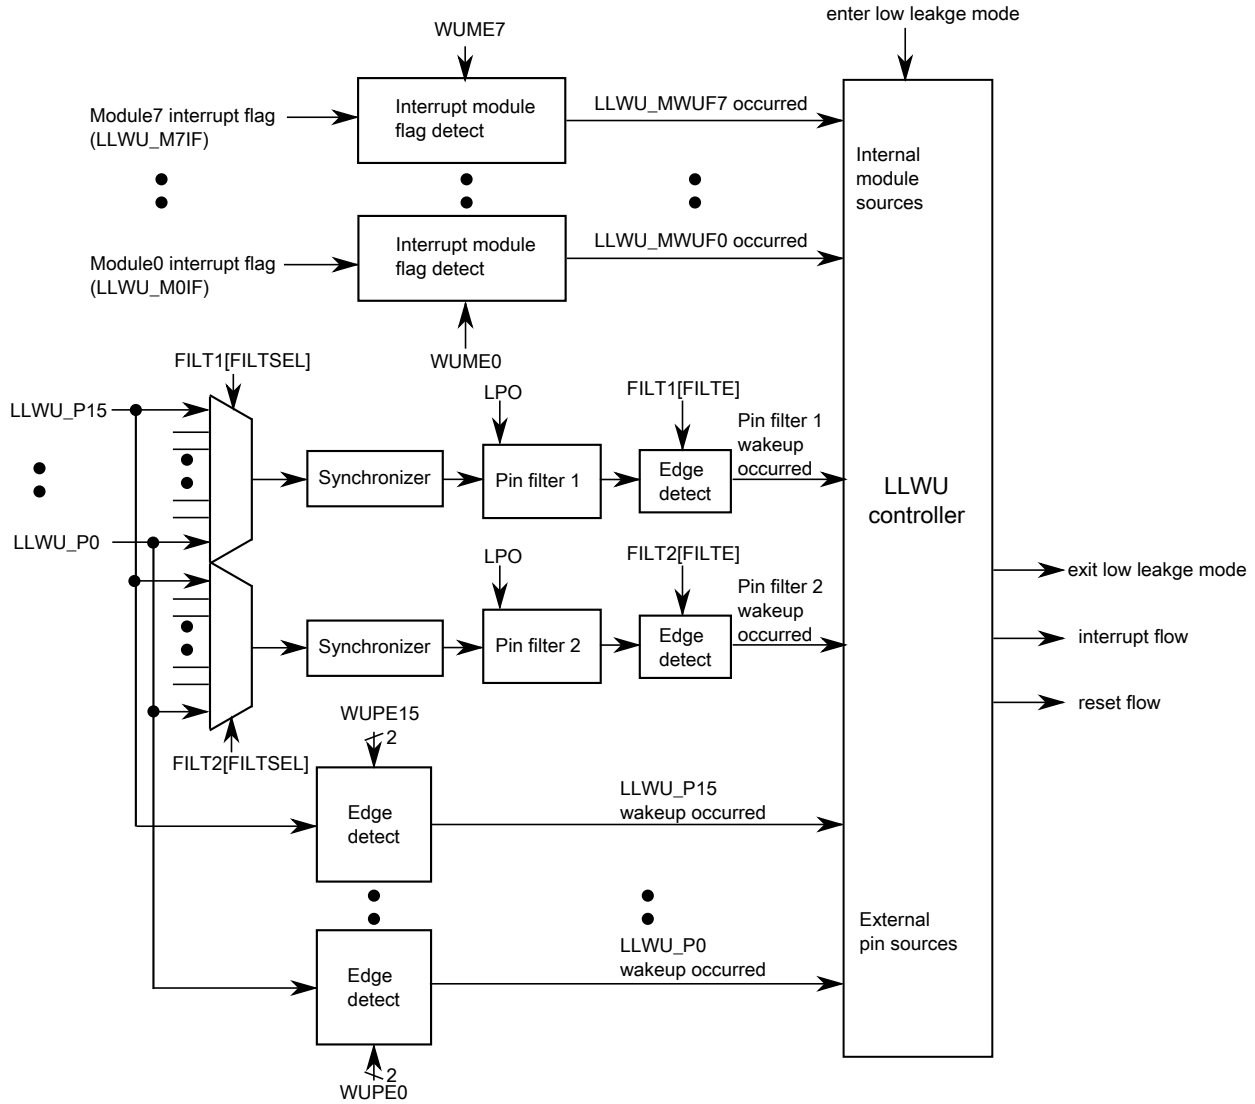 enter low leakge mode
WUME7
Module7 interrupt flag
(LLWU_M7IF)
Interrupt module
flag detect
LLWU_MWUF7 occurred
Internal
module
sources
Module0 interrupt flag
(LLWU_M0IF)
Interrupt module
flag detect
LLWU_MWUF0 occurred
WUME0
FILT1[FILTSEL]
LLWU_P15
LLWU_P0
Synchronizer
LPO
Pin filter 1
FILT1[FILTE]
Edge
detect
Pin filter 1
wakeup
occurred
LLWU
controller
LPO
FILT2[FILTE]
Synchronizer
Pin filter 2
Edge
detect
Pin filter 2
wakeup
occurred
exit low leakge mode
interrupt flow
reset flow
FILT2[FILTSEL]
WUPE15
2
Edge
detect
LLWU_P15
wakeup occurred
Edge
detect
LLWU_P0
wakeup occurred
External
pin sources
2
WUPE0